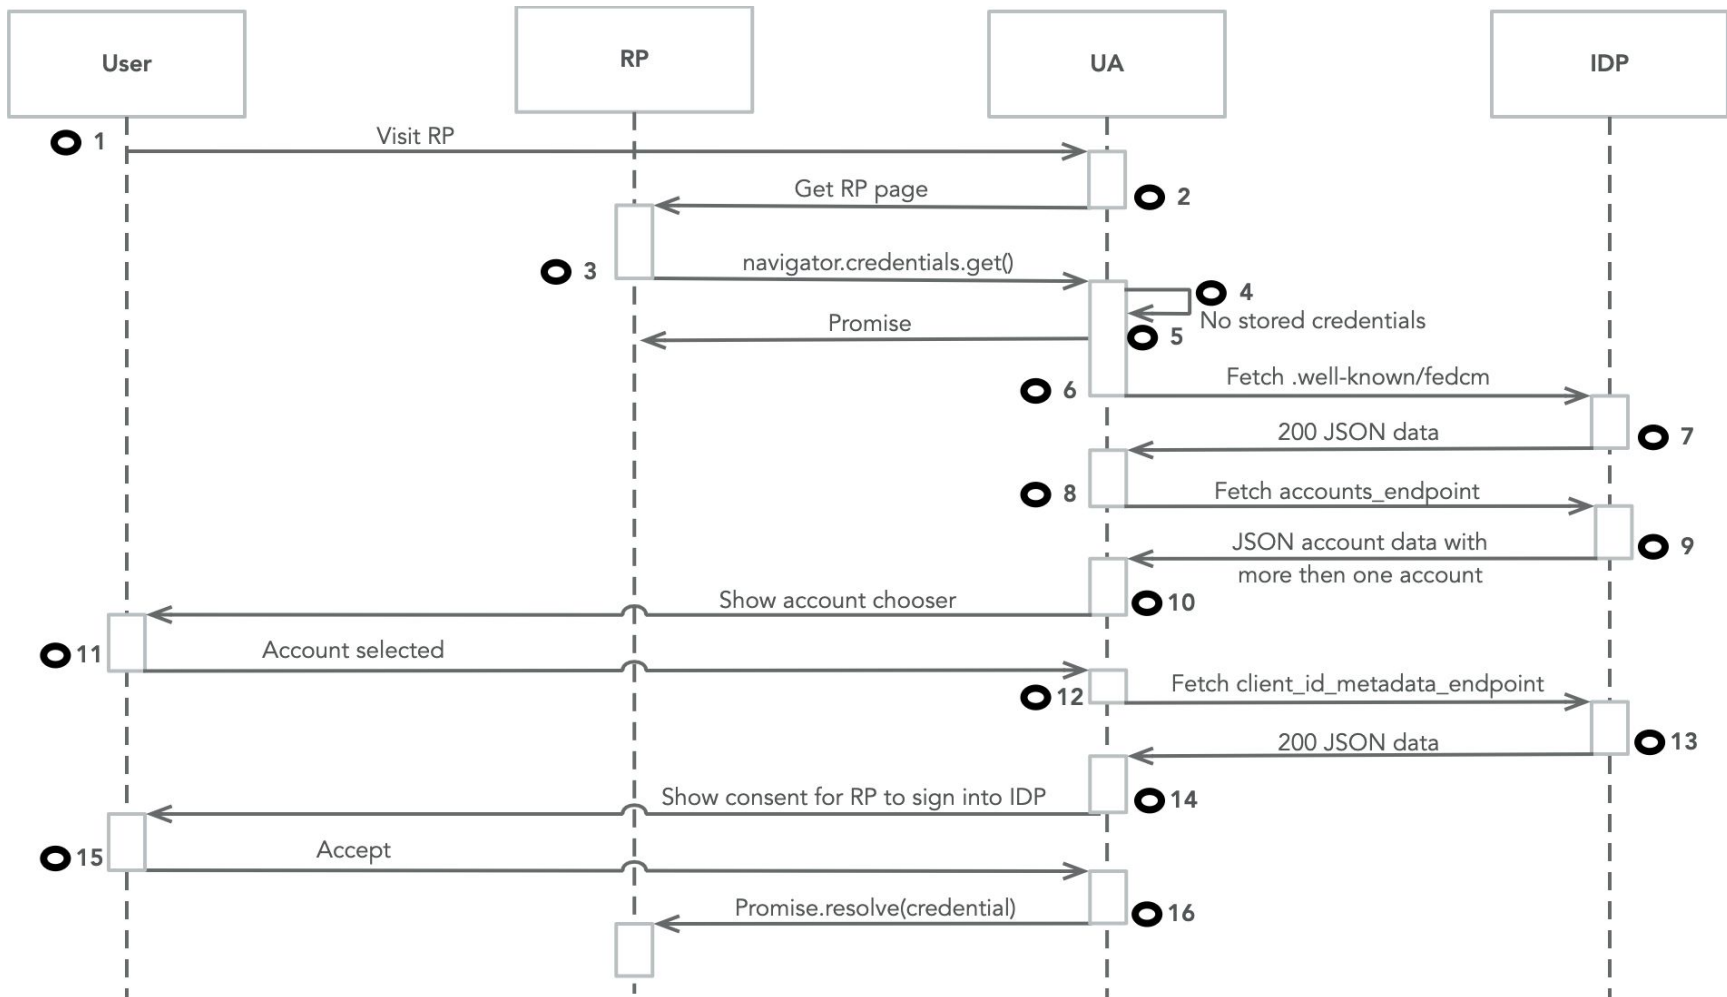 User
RP
UA
IDP
1
Visit RP
Get RP page
2
3
navigator.credentials.get()
4
No stored credentials
Promise
5
6
Fetch .well-known/fedcm
200 JSON data
7
8
Fetch accounts_endpoint
JSON account data with
more then one account
9
Show account chooser
10
11
Account selected
12
Fetch client_id_metadata_endpoint
200 JSON data
13
Show consent for RP to sign into IDP
14
15
Accept
Promise.resolve(credential)
16